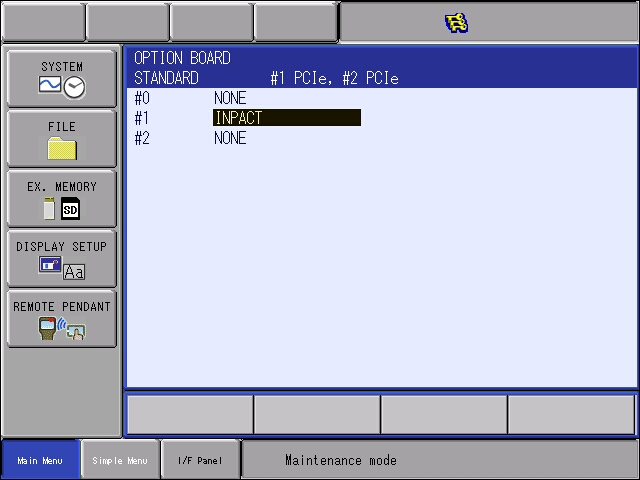 OPTION BOARD
STANDARD #1 PCIe, #2 PCIe
#0 NONE
#1 INPACT
#2 NONE
SYSTEM
FILE
EX. MEMORY
SD
DISPLAY SETUP
Aa
REMOTE PENDANT
Main Menu
Simple Menu
I/F Panel
Maintenance mode